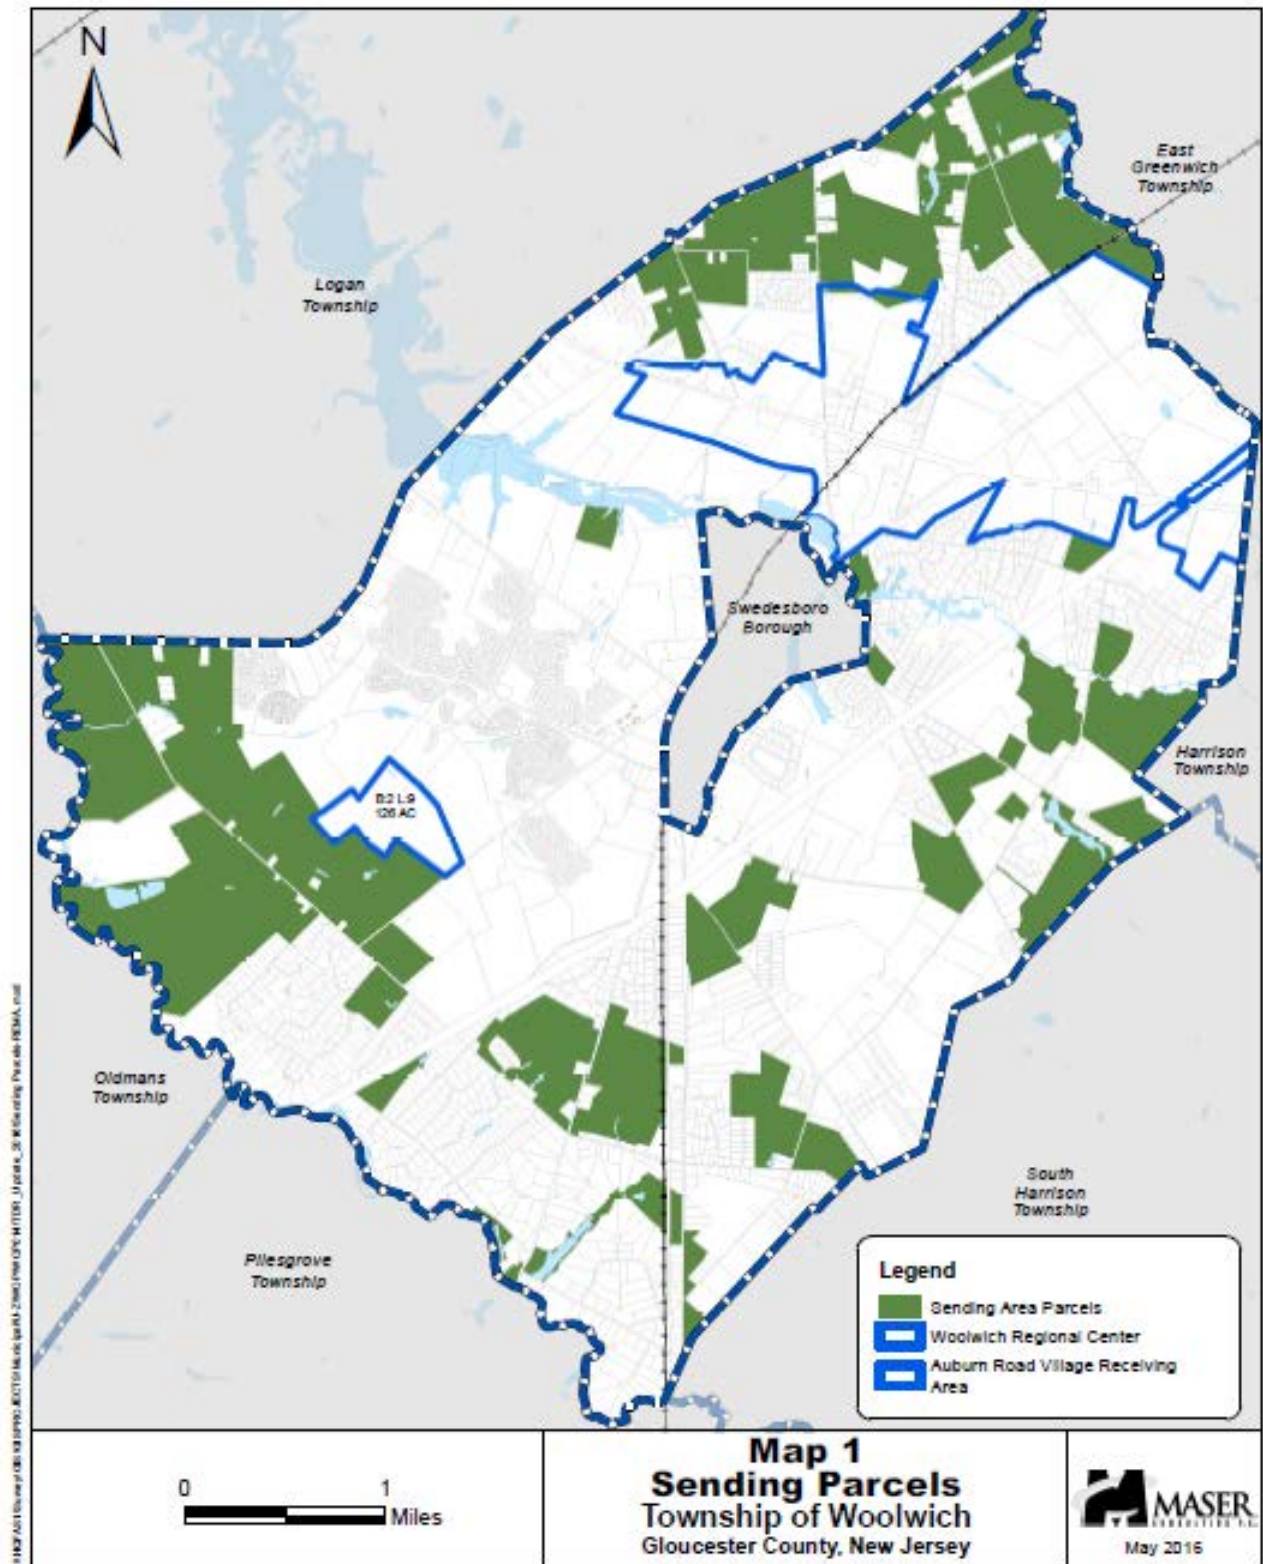 N
East
Greenwich
Township
Logan
Township
Swedesboro
Borough
B:2 L:9
126 AC
Harrison
Township
Oldmans
Township
South
Harrison
Township
Pilesgrove
Township
Legend
Sending Area Parcels
Woolwich Regional Center
Auburn Road Village Receiving
Area
0 1
Miles
Map 1
Sending Parcels
Township of Woolwich
Gloucester County, New Jersey
MASER
May 2016